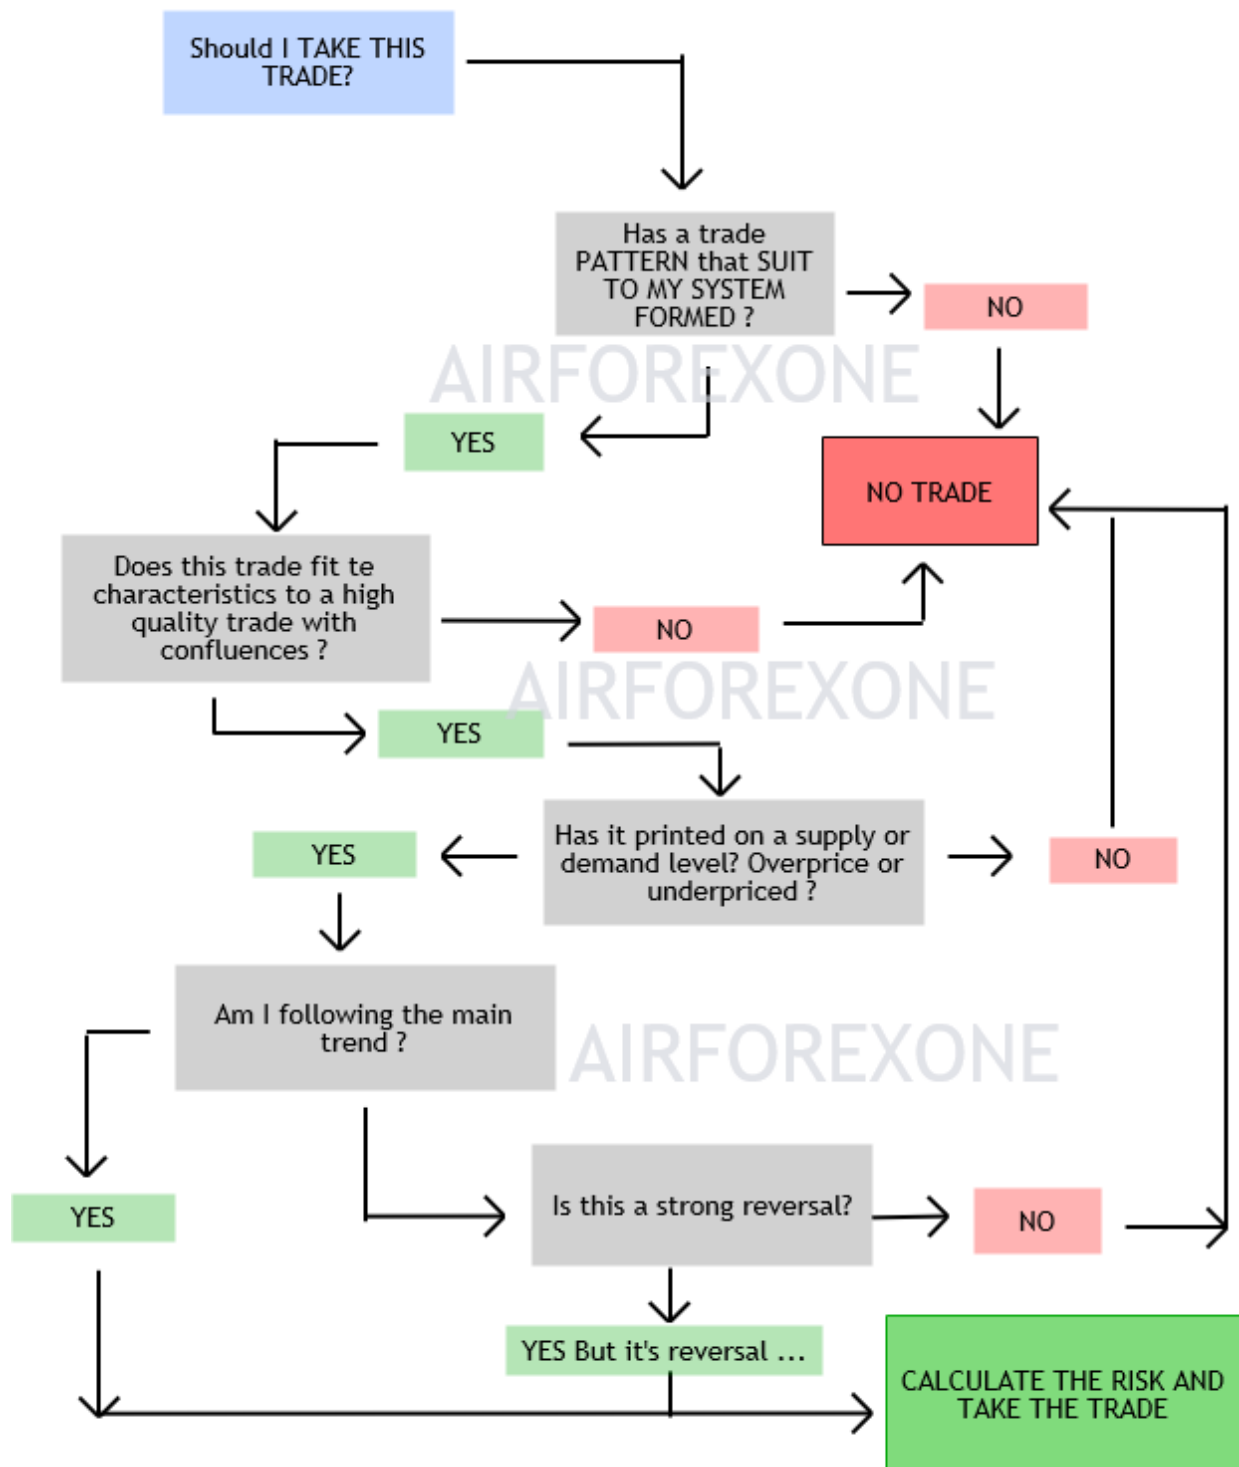 Should I TAKE THIS
TRADE?
Has a trade
PATTERN that SUIT
TO MY SYSTEM
FORMED ?
NO
AIRFOREXONE
YES
NO TRADE
Does this trade fit te
characteristics to a high
quality trade with
confluences ?
NO
AIRFOREXONE
YES
Has it printed on a supply or
demand level? Overprice or
underpriced ?
YES
NO
Am I following the main
trend ?
AIRFOREXONE
YES
Is this a strong reversal?
NO
YES But it's reversal ...
CALCULATE THE RISK AND
TAKE THE TRADE